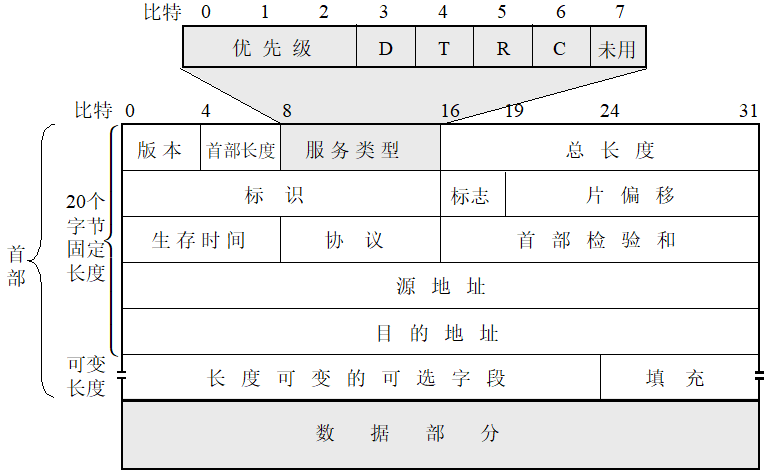 比特 0 1 2 3 4 5 6 7
优先级 D T R C 未用
比特 0 4 8 16 19 24 31
版本 首部长度 服务类型 总长度
标识 标志 片偏移
生存时间 协议 首部检验和
源地址
目的地址
长度可变的可选字段 填充
数据部分
首
部
20个
字节
固定
长度
可变
长度